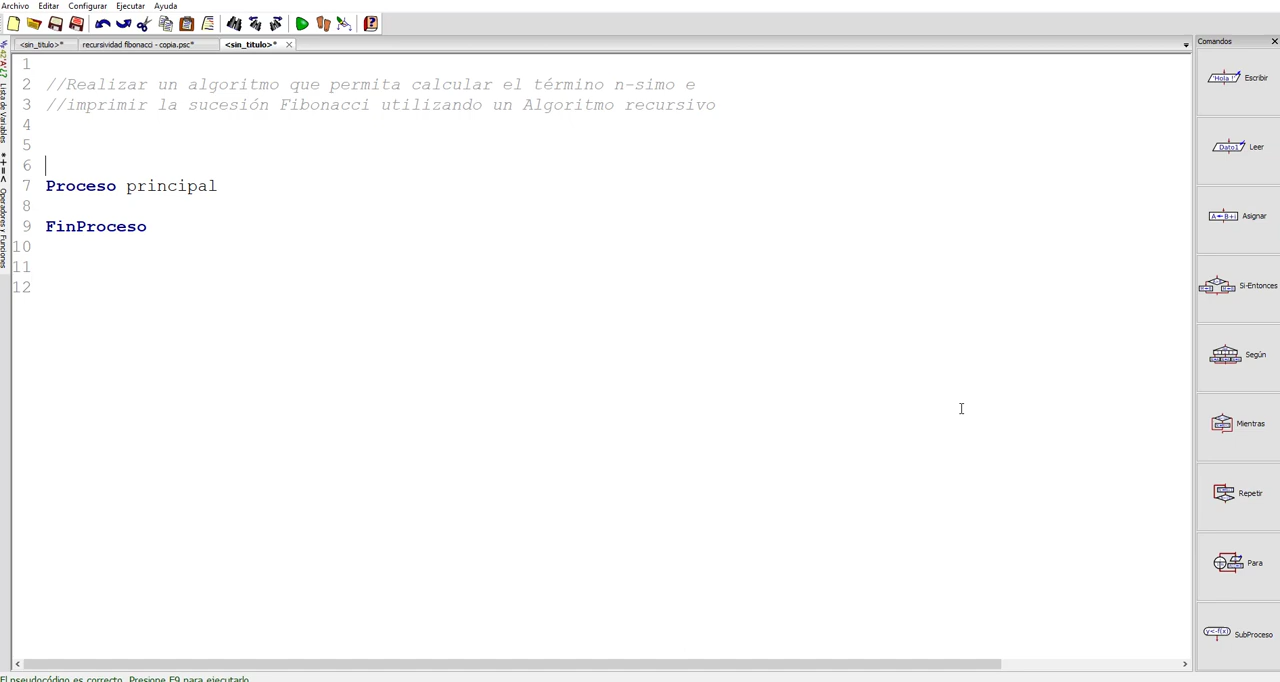 Archivo Editar Configurar Ejecutar Ayuda
<sin_titulo>* recursividad fibonacci - copia.psc* <sin_titulo>*
Comandos
1
2 //Realizar un algoritmo que permita calcular el término n-simo e
3 //imprimir la sucesión Fibonacci utilizando un Algoritmo recursivo
4
5
6
7 Proceso principal
8
9 FinProceso
10
11
12
Lista de Variables
Operadores y Funciones
'Hola !' Escribir
Dato1 Leer
A←B+i Asignar
Si-Entonces
Según
Mientras
Repetir
Para
y<-f(x) SubProceso
El pseudocódigo es correcto. Presione F9 para ejecutarlo.